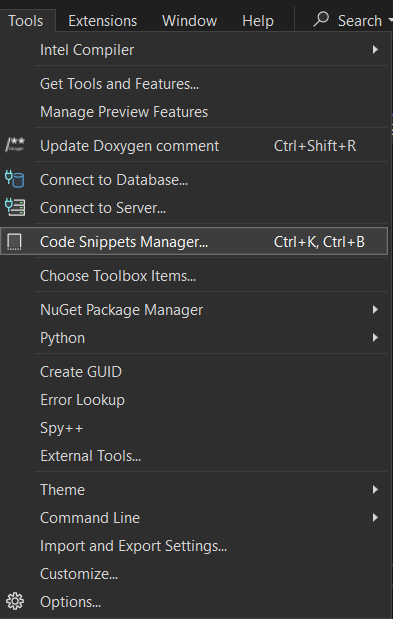 Tools Extensions Window Help Search
Intel Compiler
Get Tools and Features...
Manage Preview Features
Update Doxygen comment Ctrl+Shift+R
Connect to Database...
Connect to Server...
Code Snippets Manager... Ctrl+K, Ctrl+B
Choose Toolbox Items...
NuGet Package Manager
Python
Create GUID
Error Lookup
Spy++
External Tools...
Theme
Command Line
Import and Export Settings...
Customize...
Options...